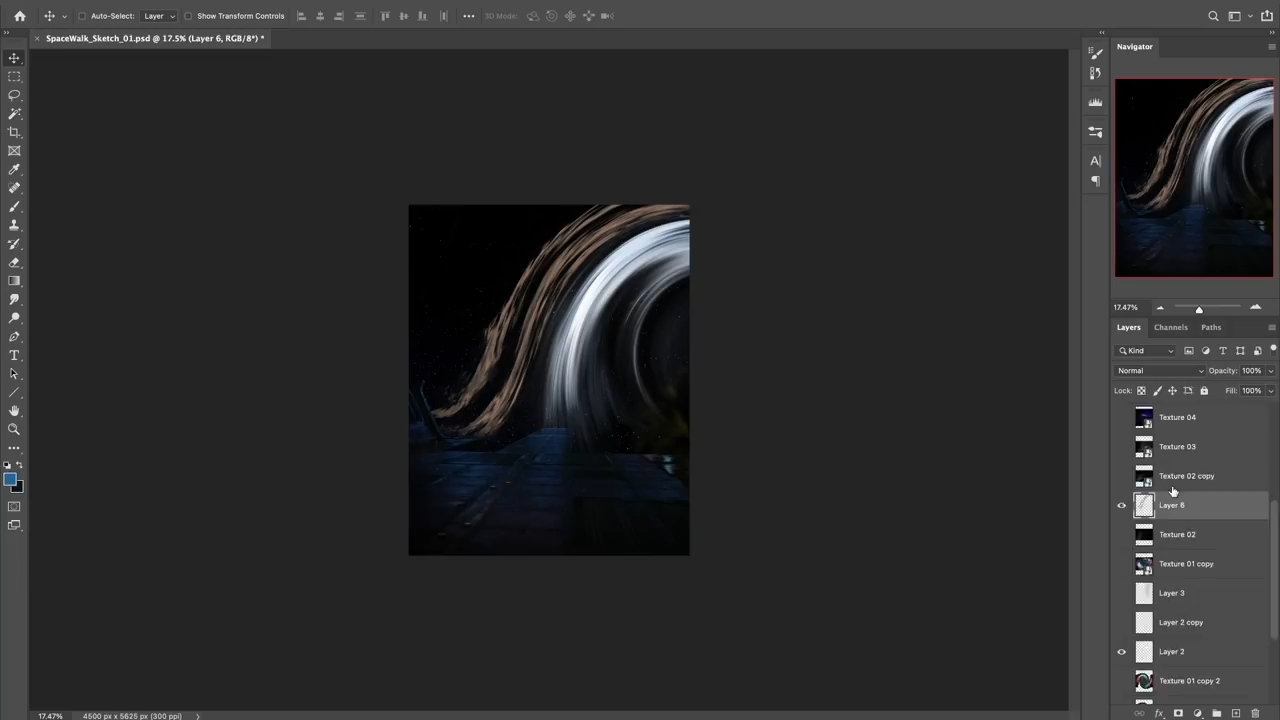 Auto-Select: Layer Show Transform Controls 3D Mode:
SpaceWalk_Sketch_01.psd @ 17.5% (Layer 6, RGB/8*) *
Navigator
17.47%
Layers Channels Paths
Kind
Normal Opacity: 100%
Lock: Fill: 100%
Texture 04
Texture 03
Texture 02 copy
Layer 6
Texture 02
Texture 01 copy
Layer 3
Layer 2 copy
Layer 2
Texture 01 copy 2
17.47% 4500 px x 5625 px (300 ppi)